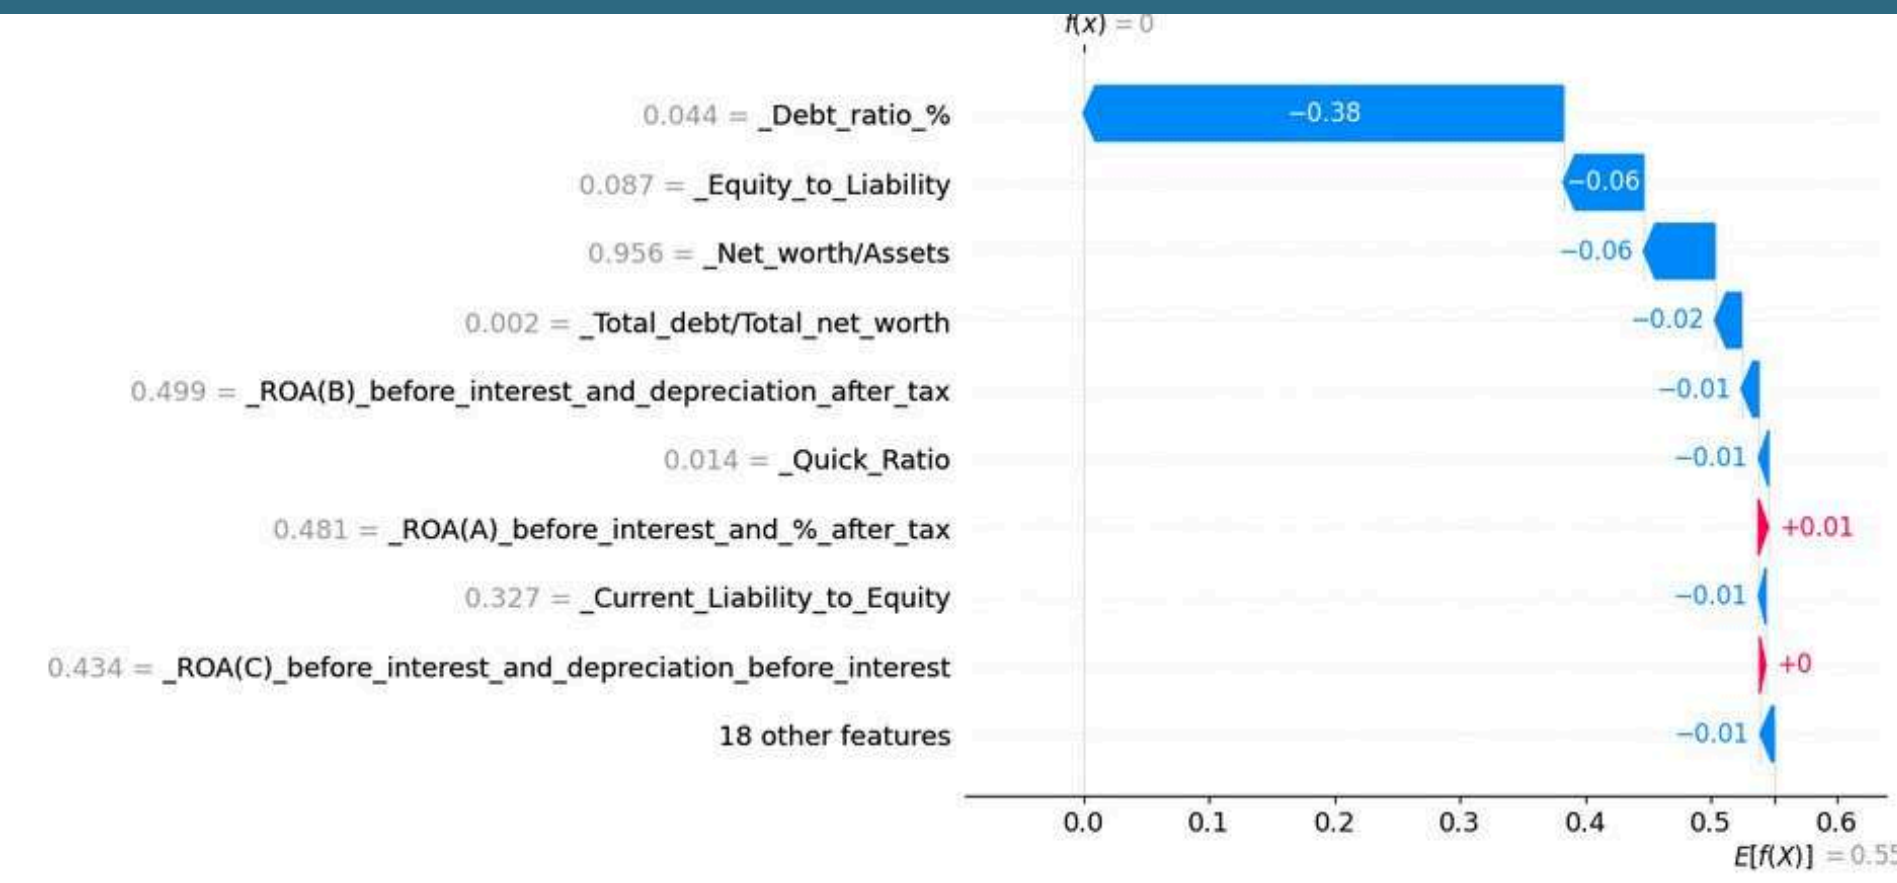 f(x) = 0
0.044 = _Debt_ratio_% −0.38
0.087 = _Equity_to_Liability −0.06
0.956 = _Net_worth/Assets −0.06
0.002 = _Total_debt/Total_net_worth −0.02
0.499 = _ROA(B)_before_interest_and_depreciation_after_tax −0.01
0.014 = _Quick_Ratio −0.01
0.481 = _ROA(A)_before_interest_and_%_after_tax +0.01
0.327 = _Current_Liability_to_Equity −0.01
0.434 = _ROA(C)_before_interest_and_depreciation_before_interest +0
18 other features −0.01
0.0 0.1 0.2 0.3 0.4 0.5 0.6
E[f(X)] = 0.55